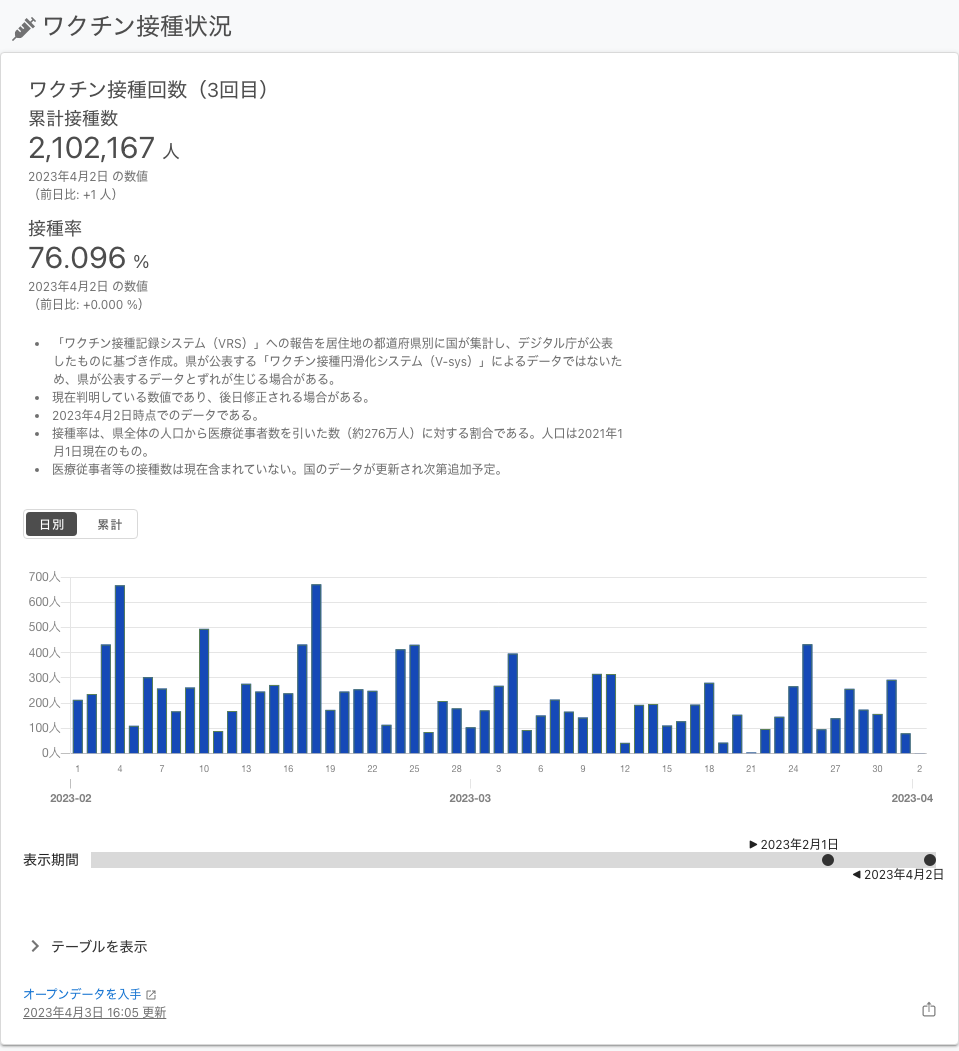 ワクチン接種状況
ワクチン接種回数（3回目）
累計接種数
2,102,167 人
2023年4月2日 の数値
（前日比: +1 人）
接種率
76.096 %
2023年4月2日 の数値
（前日比: +0.000 %）
• 「ワクチン接種記録システム（VRS）」への報告を居住地の都道府県別に国が集計し、デジタル庁が公表
したものに基づき作成。県が公表する「ワクチン接種円滑化システム（V-sys）」によるデータではないた
め、県が公表するデータとずれが生じる場合がある。
• 現在判明している数値であり、後日修正される場合がある。
• 2023年4月2日時点でのデータである。
• 接種率は、県全体の人口から医療従事者数を引いた数（約276万人）に対する割合である。人口は2021年1
月1日現在のもの。
• 医療従事者等の接種数は現在含まれていない。国のデータが更新され次第追加予定。
日別 累計
700人
600人
500人
400人
300人
200人
100人
0人
1 4 7 10 13 16 19 22 25 28 3 6 9 12 15 18 21 24 27 30 2
2023-02 2023-03 2023-04
▶ 2023年2月1日
表示期間
◀ 2023年4月2日
テーブルを表示
オープンデータを入手
2023年4月3日 16:05 更新